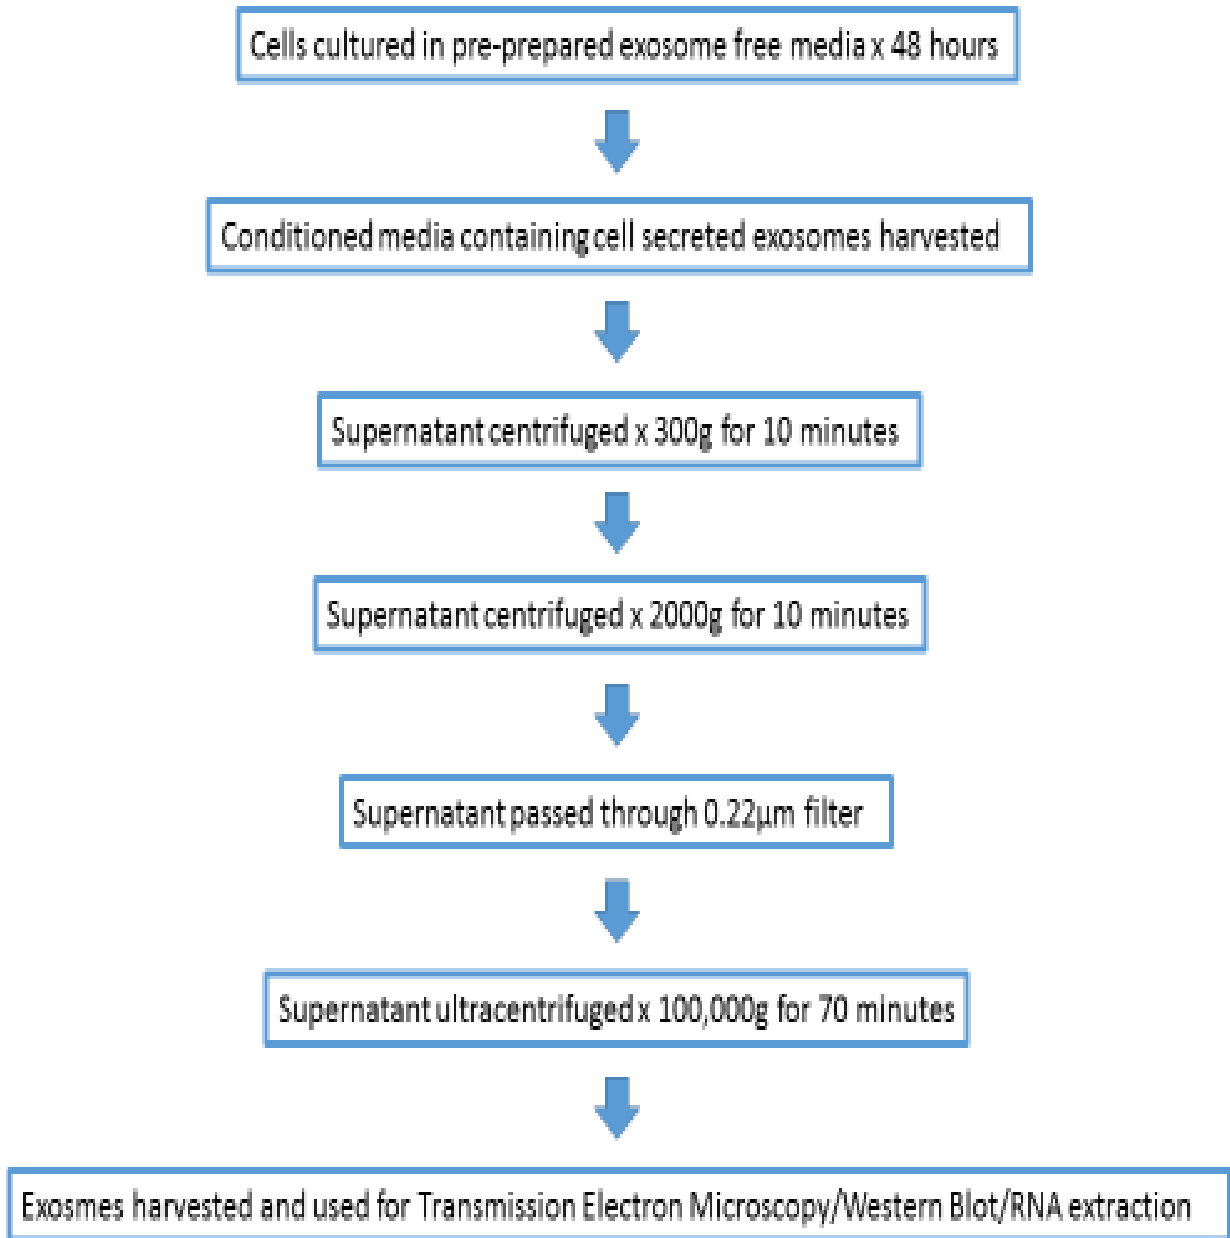 Cells cultured in pre-prepared exosome free media x 48 hours
Conditioned media containing cell secreted exosomes harvested
Supernatant centrifuged x 300g for 10 minutes
Supernatant centrifuged x 2000g for 10 minutes
Supernatant passed through 0.22µm filter
Supernatant ultracentrifuged x 100,000g for 70 minutes
Exosmes harvested and used for Transmission Electron Microscopy/Western Blot/RNA extraction